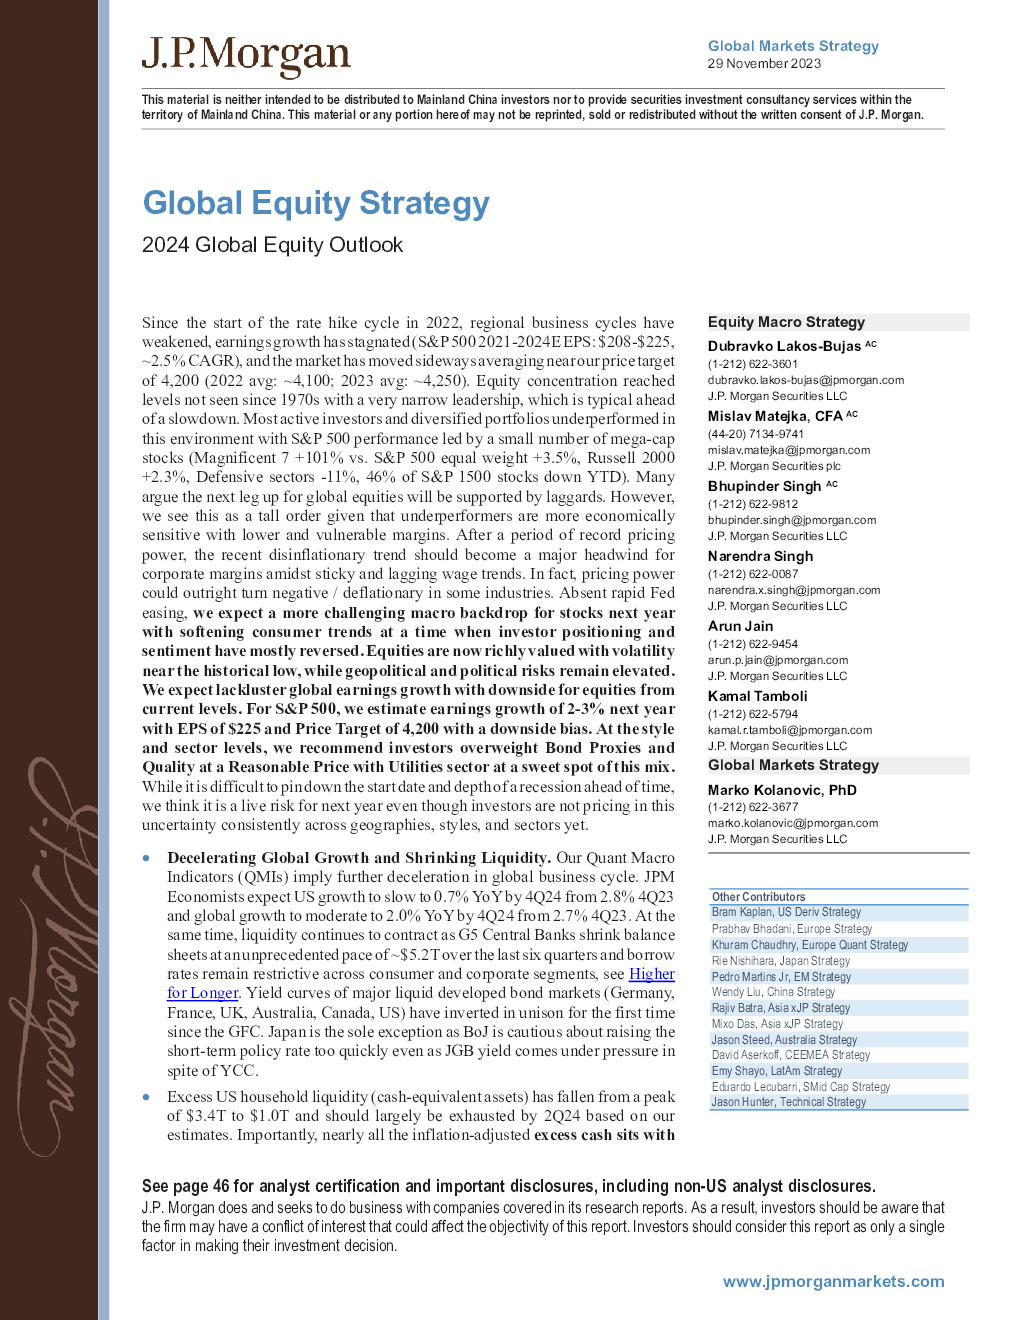 J.P.Morgan
Global Markets Strategy
29 November 2023
This material is neither intended to be distributed to Mainland China investors nor to provide securities investment consultancy services within the
territory of Mainland China. This material or any portion hereof may not be reprinted, sold or redistributed without the written consent of J.P. Morgan.
Global Equity Strategy
2024 Global Equity Outlook
Since the start of the rate hike cycle in 2022, regional business cycles have
weakened, earnings growth has stagnated (S&P 500 2021-2024E EPS: $208-$225,
~2.5% CAGR), and the market has moved sideways averaging near our price target
of 4,200 (2022 avg: ~4,100; 2023 avg: ~4,250). Equity concentration reached
levels not seen since 1970s with a very narrow leadership, which is typical ahead
of a slowdown. Most active investors and diversified portfolios underperformed in
this environment with S&P 500 performance led by a small number of mega-cap
stocks (Magnificent 7 +101% vs. S&P 500 equal weight +3.5%, Russell 2000
+2.3%, Defensive sectors -11%, 46% of S&P 1500 stocks down YTD). Many
argue the next leg up for global equities will be supported by laggards. However,
we see this as a tall order given that underperformers are more economically
sensitive with lower and vulnerable margins. After a period of record pricing
power, the recent disinflationary trend should become a major headwind for
corporate margins amidst sticky and lagging wage trends. In fact, pricing power
could outright turn negative / deflationary in some industries. Absent rapid Fed
easing, we expect a more challenging macro backdrop for stocks next year
with softening consumer trends at a time when investor positioning and
sentiment have mostly reversed. Equities are now richly valued with volatility
near the historical low, while geopolitical and political risks remain elevated.
We expect lackluster global earnings growth with downside for equities from
current levels. For S&P 500, we estimate earnings growth of 2-3% next year
with EPS of $225 and Price Target of 4,200 with a downside bias. At the style
and sector levels, we recommend investors overweight Bond Proxies and
Quality at a Reasonable Price with Utilities sector at a sweet spot of this mix.
While it is difficult to pin down the start date and depth of a recession ahead of time,
we think it is a live risk for next year even though investors are not pricing in this
uncertainty consistently across geographies, styles, and sectors yet.
• Decelerating Global Growth and Shrinking Liquidity. Our Quant Macro
Indicators (QMIs) imply further deceleration in global business cycle. JPM
Economists expect US growth to slow to 0.7% YoY by 4Q24 from 2.8% 4Q23
and global growth to moderate to 2.0% YoY by 4Q24 from 2.7% 4Q23. At the
same time, liquidity continues to contract as G5 Central Banks shrink balance
sheets at an unprecedented pace of ~$5.2T over the last six quarters and borrow
rates remain restrictive across consumer and corporate segments, see Higher
for Longer. Yield curves of major liquid developed bond markets (Germany,
France, UK, Australia, Canada, US) have inverted in unison for the first time
since the GFC. Japan is the sole exception as BoJ is cautious about raising the
short-term policy rate too quickly even as JGB yield comes under pressure in
spite of YCC.
• Excess US household liquidity (cash-equivalent assets) has fallen from a peak
of $3.4T to $1.0T and should largely be exhausted by 2Q24 based on our
estimates. Importantly, nearly all the inflation-adjusted excess cash sits with
Equity Macro Strategy
Dubravko Lakos-Bujas AC
(1-212) 622-3601
dubravko.lakos-bujas@jpmorgan.com
J.P. Morgan Securities LLC
Mislav Matejka, CFA AC
(44-20) 7134-9741
mislav.matejka@jpmorgan.com
J.P. Morgan Securities plc
Bhupinder Singh AC
(1-212) 622-9812
bhupinder.singh@jpmorgan.com
J.P. Morgan Securities LLC
Narendra Singh
(1-212) 622-0087
narendra.x.singh@jpmorgan.com
J.P. Morgan Securities LLC
Arun Jain
(1-212) 622-9454
arun.p.jain@jpmorgan.com
J.P. Morgan Securities LLC
Kamal Tamboli
(1-212) 622-5794
kamal.r.tamboli@jpmorgan.com
J.P. Morgan Securities LLC
Global Markets Strategy
Marko Kolanovic, PhD
(1-212) 622-3677
marko.kolanovic@jpmorgan.com
J.P. Morgan Securities LLC
Other Contributors
Bram Kaplan, US Deriv Strategy
Prabhav Bhadani, Europe Strategy
Khuram Chaudhry, Europe Quant Strategy
Rie Nishihara, Japan Strategy
Pedro Martins Jr, EM Strategy
Wendy Liu, China Strategy
Rajiv Batra, Asia xJP Strategy
Mixo Das, Asia xJP Strategy
Jason Steed, Australia Strategy
David Aserkoff, CEEMEA Strategy
Emy Shayo, LatAm Strategy
Eduardo Lecubarri, SMid Cap Strategy
Jason Hunter, Technical Strategy
J.P. Morgan
See page 46 for analyst certification and important disclosures, including non-US analyst disclosures.
J.P. Morgan does and seeks to do business with companies covered in its research reports. As a result, investors should be aware that
the firm may have a conflict of interest that could affect the objectivity of this report. Investors should consider this report as only a single
factor in making their investment decision.
www.jpmorganmarkets.com